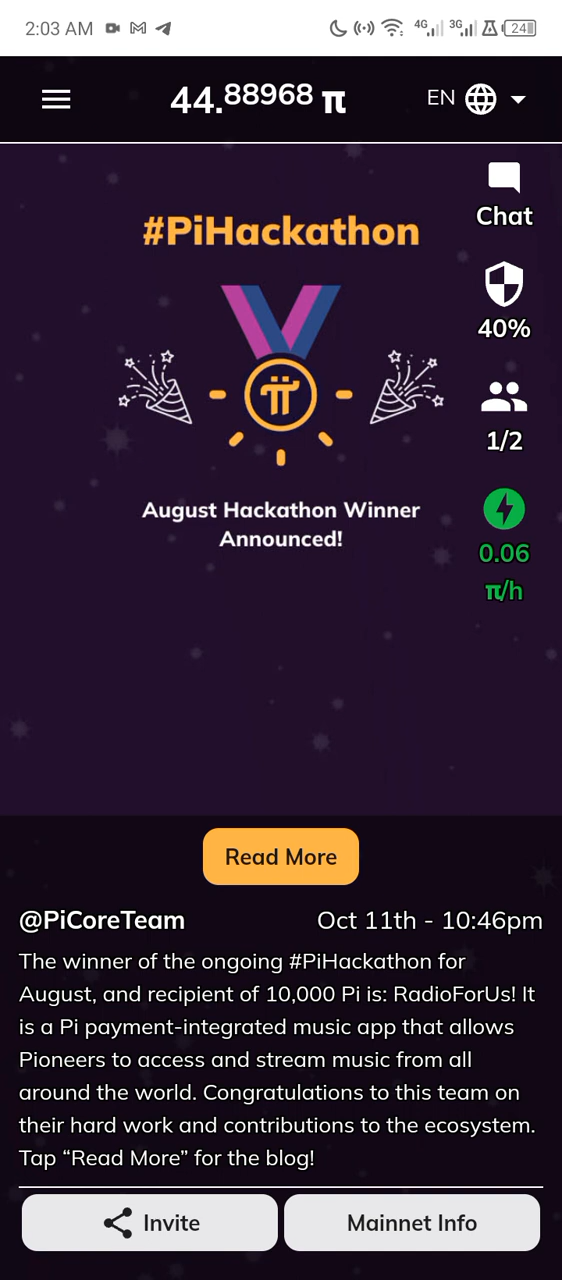 2:03 AM 4G 3G 24
44.88968 π EN
Chat
#PiHackathon
40%
1/2
August Hackathon Winner
Announced!
0.06
π/h
Read More
@PiCoreTeam Oct 11th - 10:46pm
The winner of the ongoing #PiHackathon for
August, and recipient of 10,000 Pi is: RadioForUs! It
is a Pi payment-integrated music app that allows
Pioneers to access and stream music from all
around the world. Congratulations to this team on
their hard work and contributions to the ecosystem.
Tap “Read More” for the blog!
Invite Mainnet Info